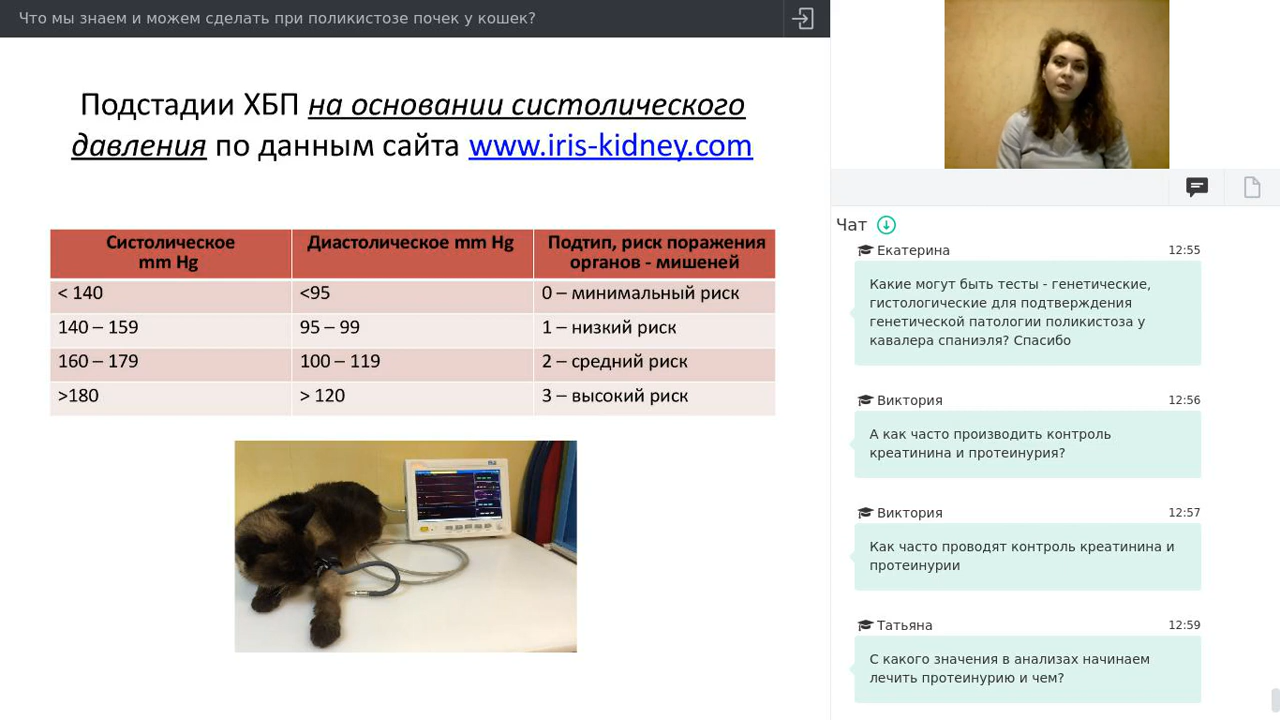 Что мы знаем и можем сделать при поликистозе почек у кошек?
Подстадии ХБП на основании систолического
давления по данным сайта www.iris-kidney.com
Систолическое mm Hg | Диастолическое mm Hg | Подтип, риск поражения органов - мишеней
< 140 | <95 | 0 – минимальный риск
140 – 159 | 95 – 99 | 1 – низкий риск
160 – 179 | 100 – 119 | 2 – средний риск
>180 | > 120 | 3 – высокий риск
Чат
Екатерина 12:55
Какие могут быть тесты - генетические,
гистологические для подтверждения
генетической патологии поликистоза у
кавалера спаниэля? Спасибо
Виктория 12:56
А как часто производить контроль
креатинина и протеинурия?
Виктория 12:57
Как часто проводят контроль креатинина и
протеинурии
Татьяна 12:59
С какого значения в анализах начинаем
лечить протеинурию и чем?